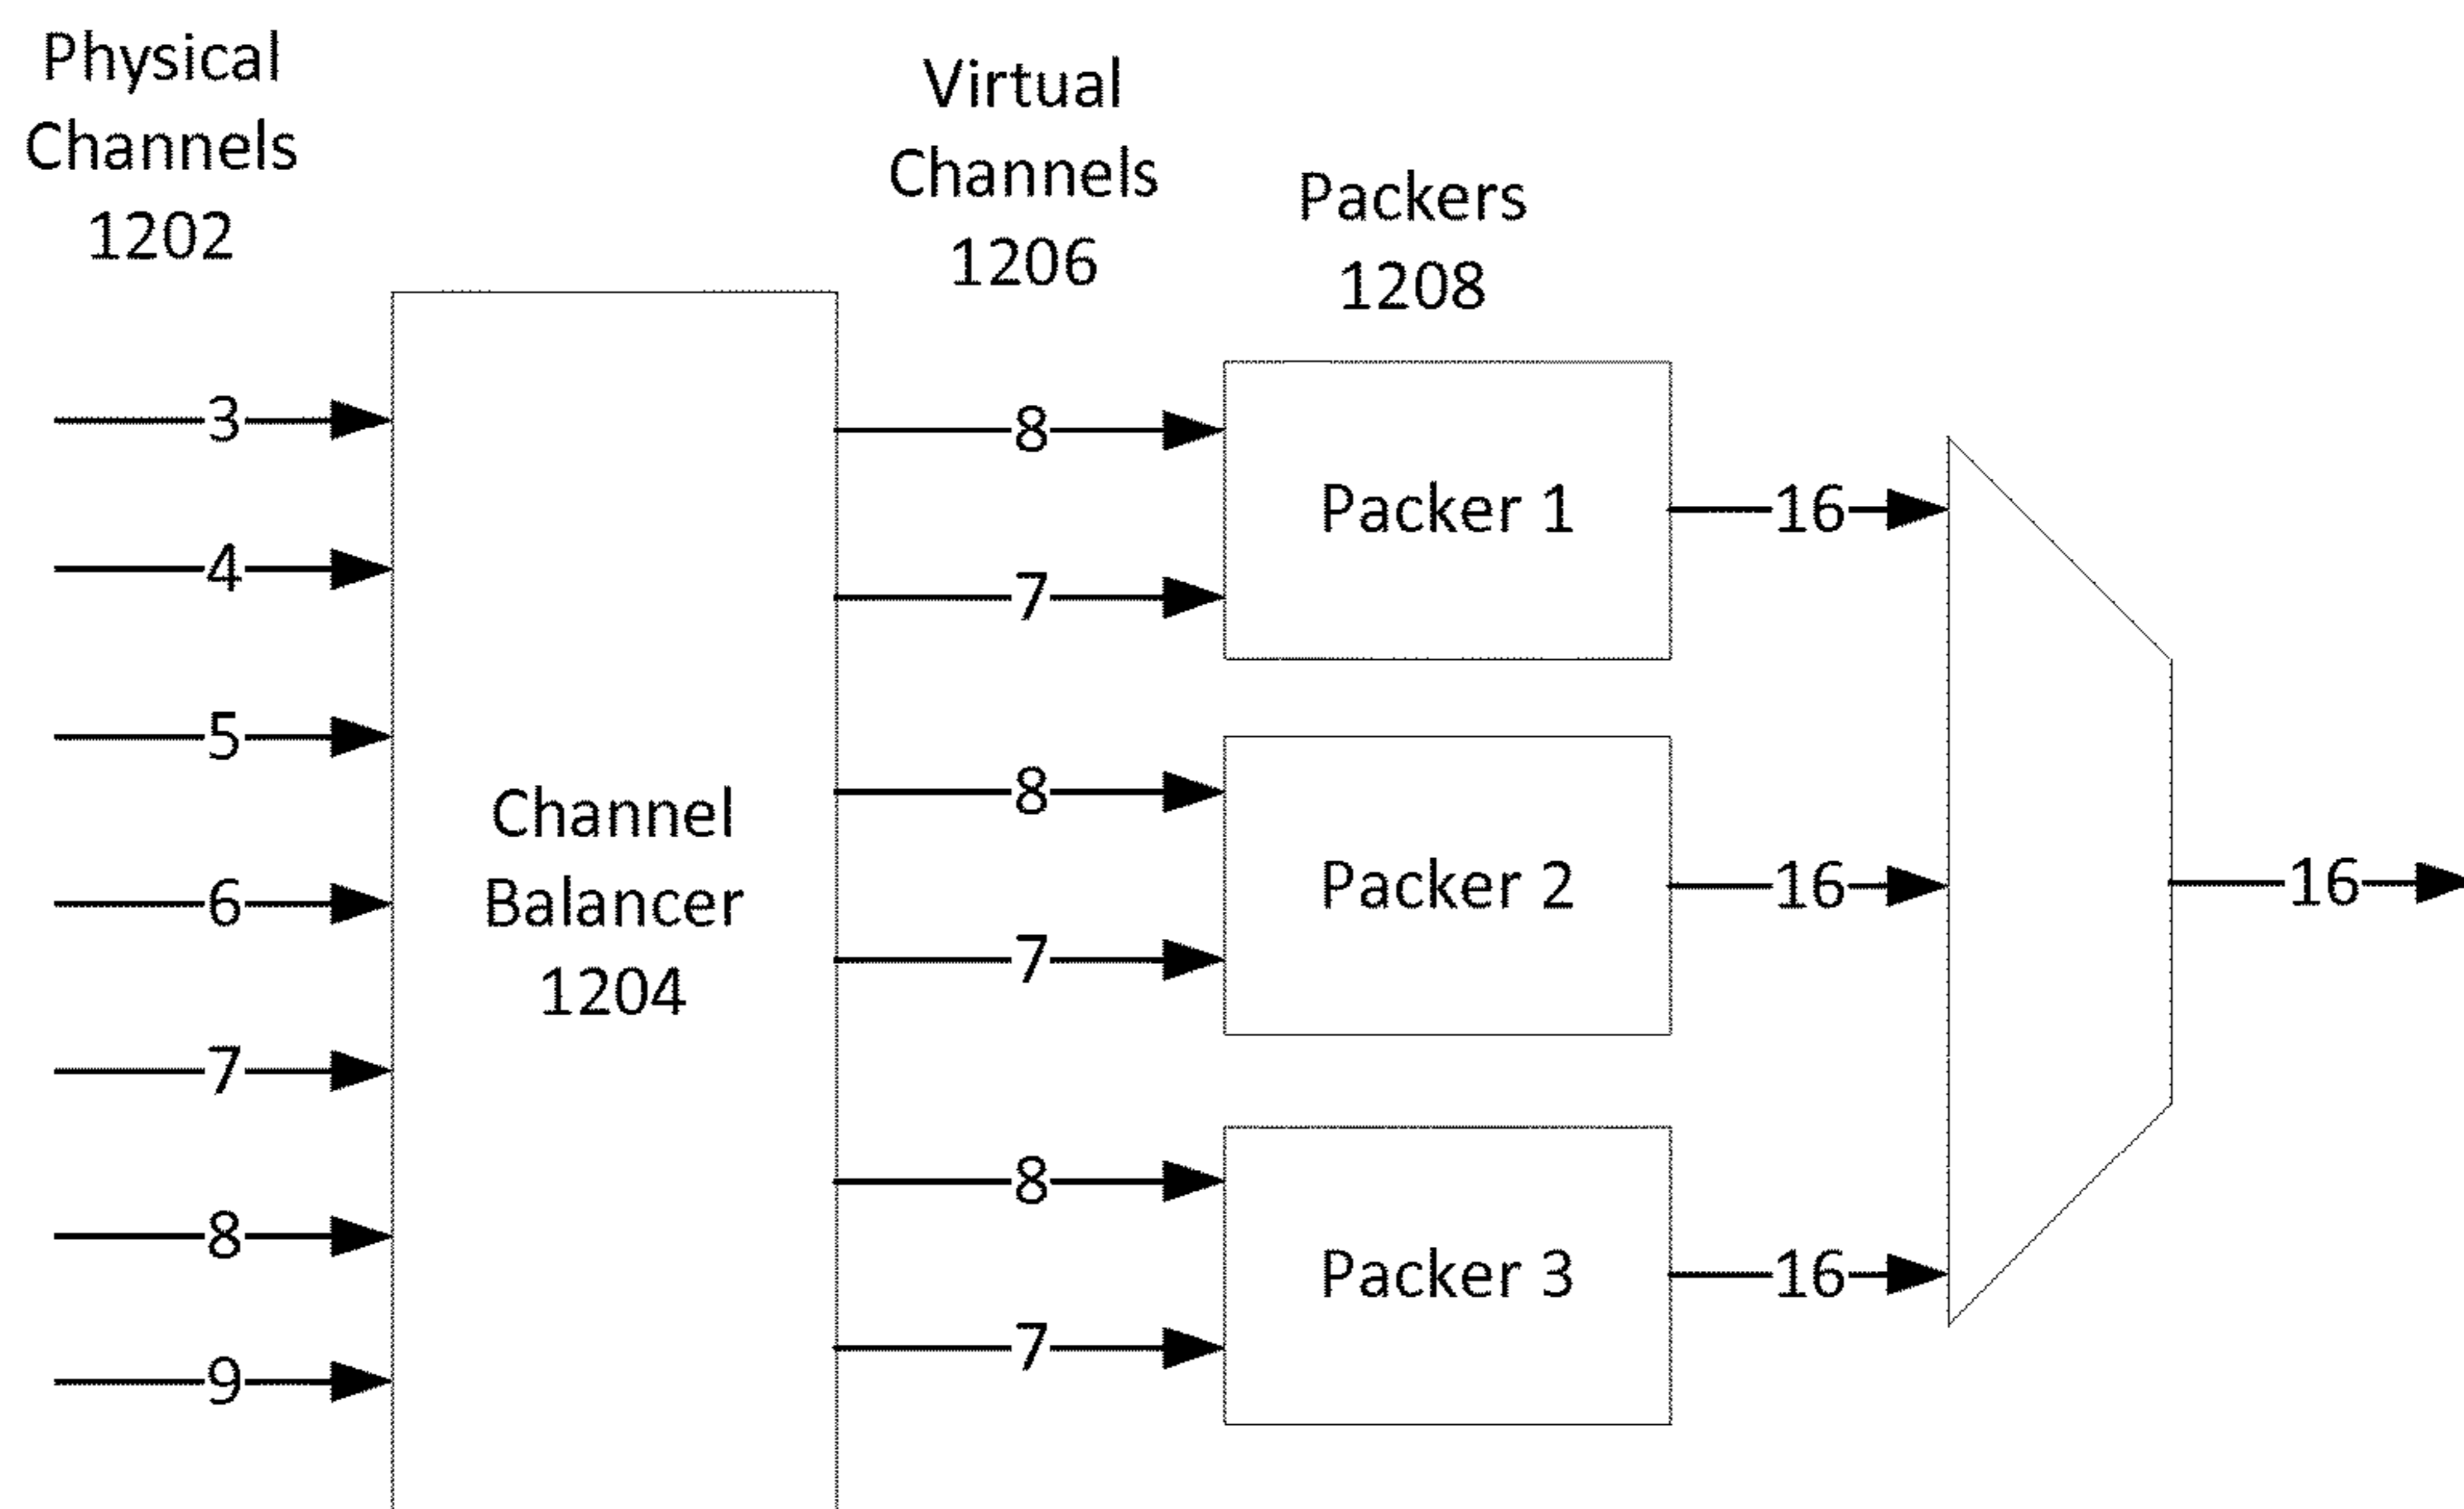 Physical
Channels
1202
Virtual
Channels
1206
Packers
1208
3
4
5
6
7
8
9
Channel
Balancer
1204
8
7
8
7
8
7
Packer 1
Packer 2
Packer 3
16
16
16
16